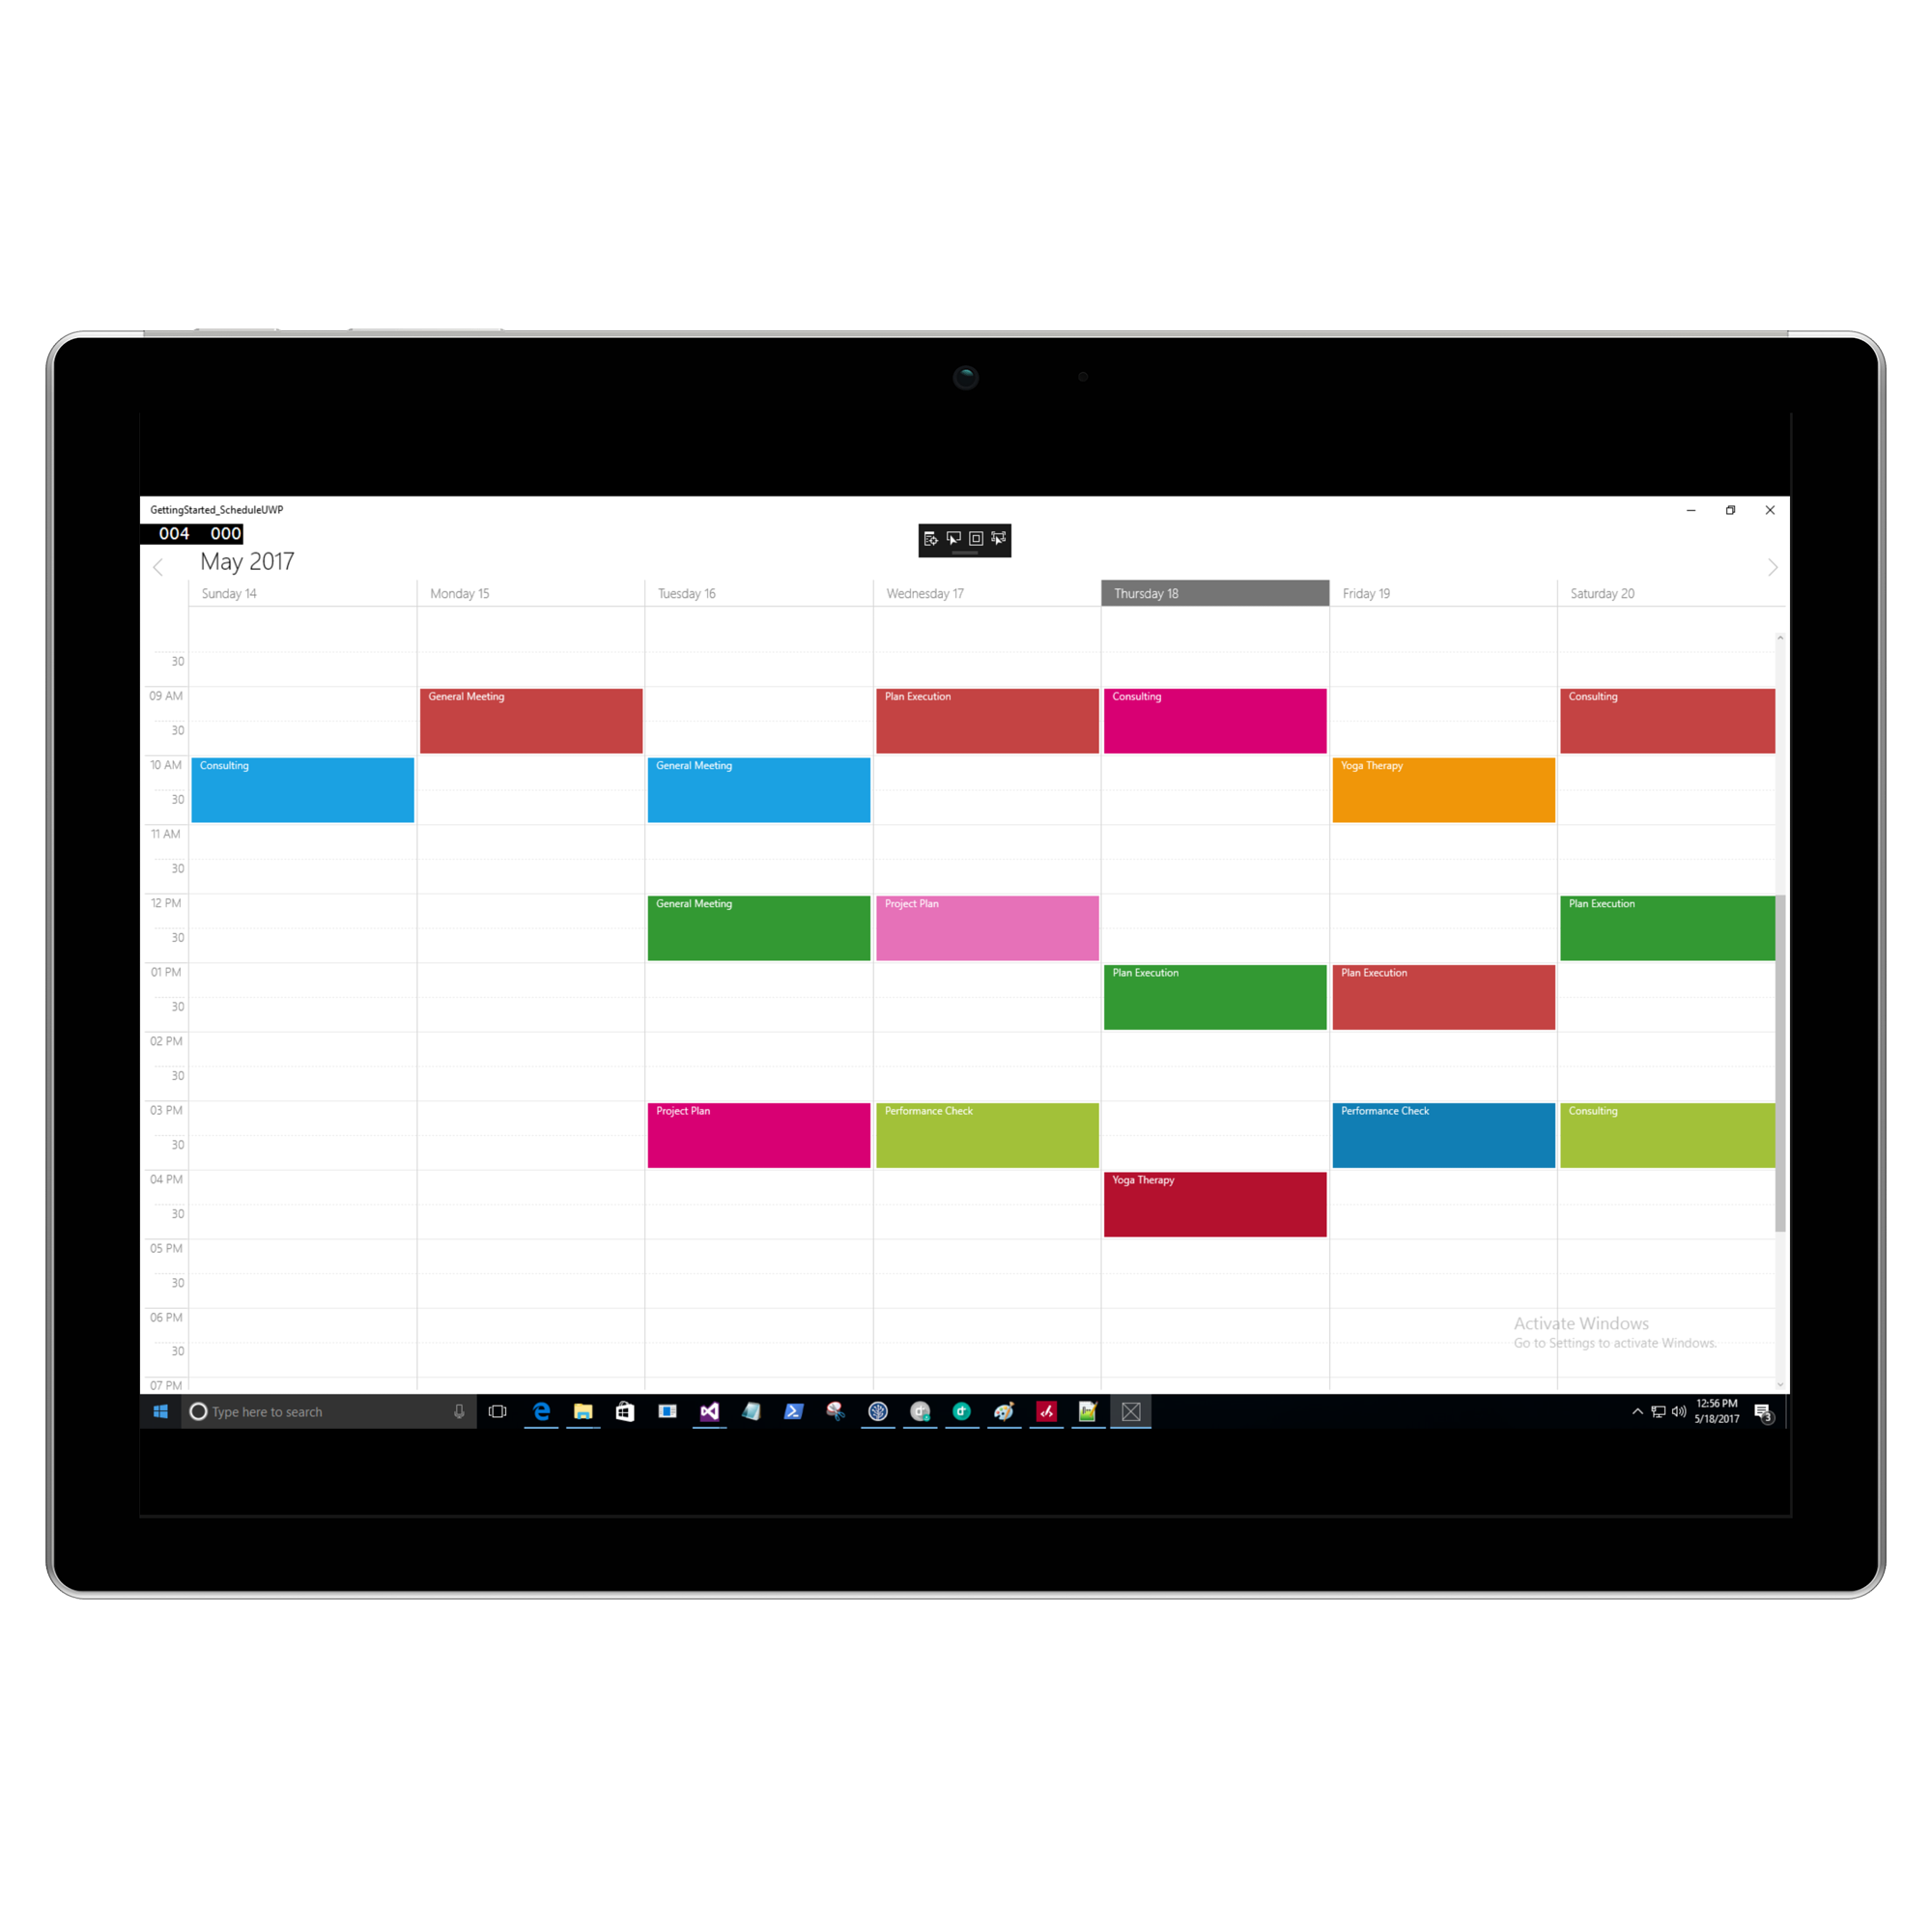 GettingStarted_ScheduleUWP
004 000
May 2017
Sunday 14 Monday 15 Tuesday 16 Wednesday 17 Thursday 18 Friday 19 Saturday 20
30
09 AM General Meeting Plan Execution Consulting Consulting
30
10 AM Consulting General Meeting Yoga Therapy
30
11 AM
30
12 PM General Meeting Project Plan Plan Execution
30
01 PM Plan Execution Plan Execution
30
02 PM
30
03 PM Project Plan Performance Check Performance Check Consulting
30
04 PM Yoga Therapy
30
05 PM
30
06 PM
Activate Windows
Go to Settings to activate Windows.
30
07 PM
Type here to search
12:56 PM
5/18/2017
3